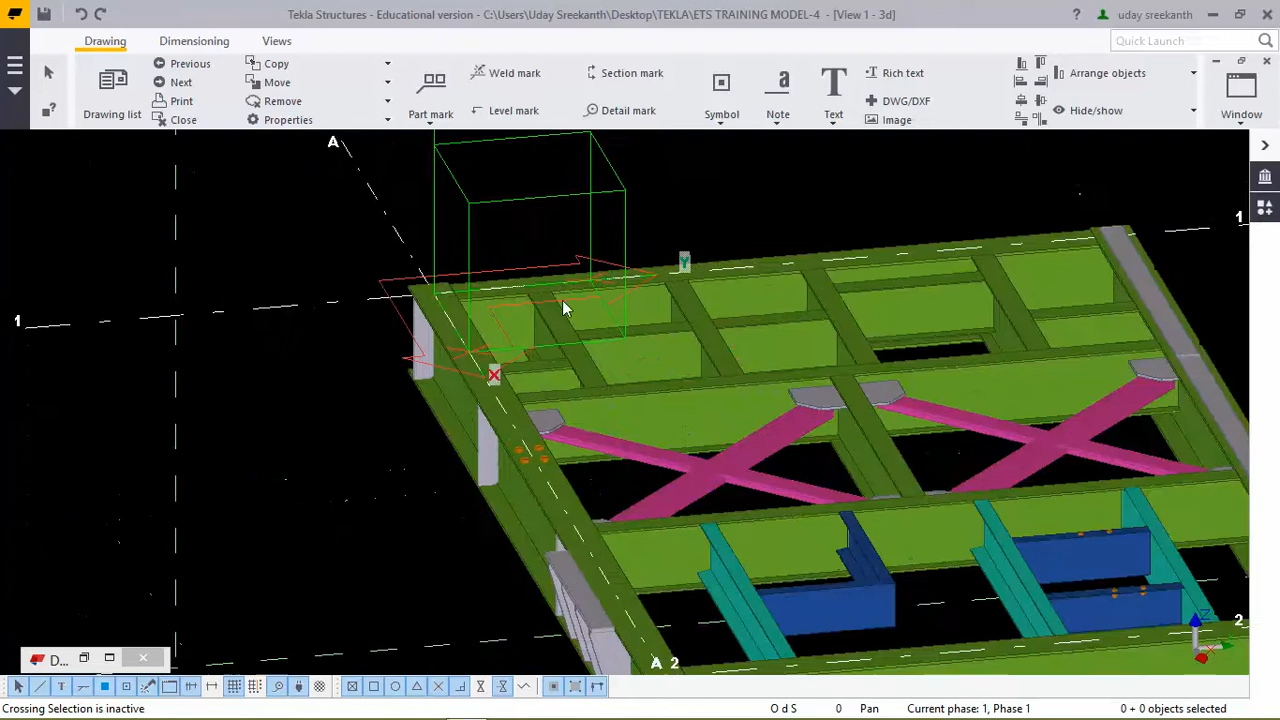 Tekla Structures - Educational version - C:\Users\Uday Sreekanth\Desktop\TEKLA\ETS TRAINING MODEL-4 - [View 1 - 3d]
? uday sreekanth
Drawing Dimensioning Views
Quick Launch
Previous
Next
Print
Close
Drawing list
Copy
Move
Remove
Properties
Part mark
Weld mark
Level mark
Section mark
Detail mark
Symbol
a
Note
T
Text
Rich text
DWG/DXF
Image
Arrange objects
Hide/show
Window
A
1
Y
1
X
Z
2
A 2
D...
Crossing Selection is inactive
O d S 0 Pan Current phase: 1, Phase 1 0 + 0 objects selected